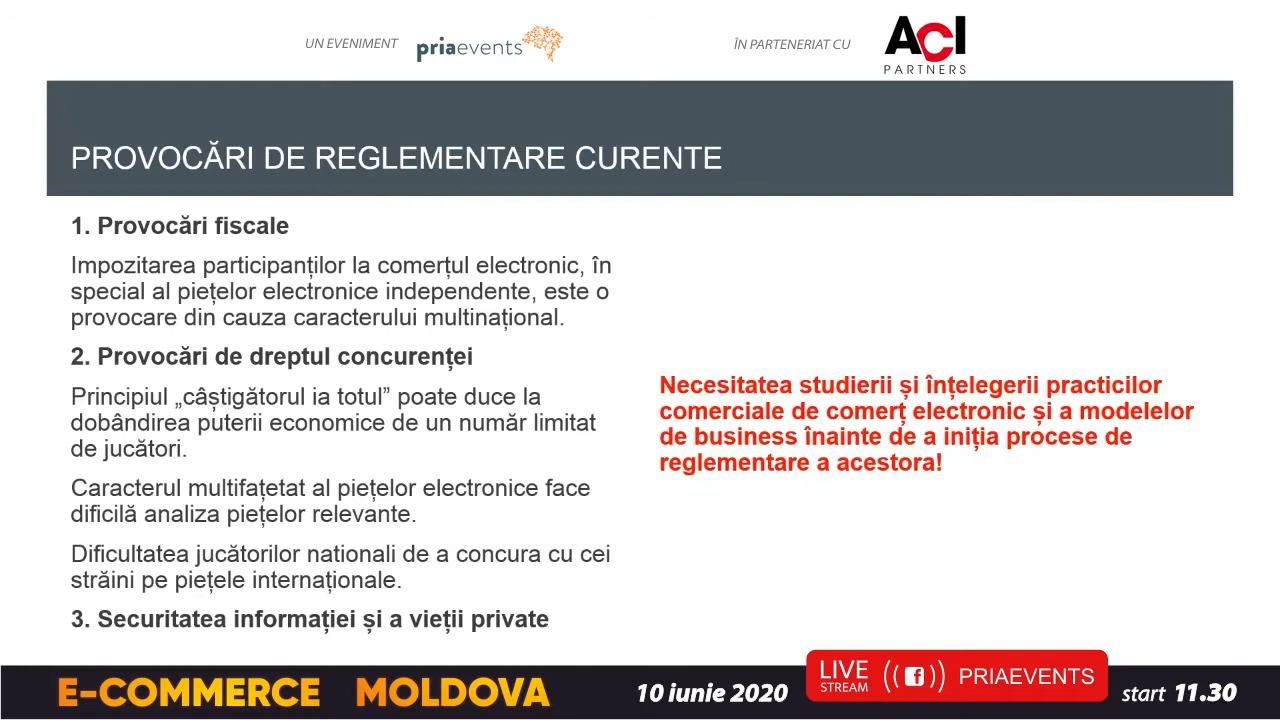 UN EVENIMENT
priaevents
ÎN PARTENERIAT CU
ACI
PARTNERS
PROVOCĂRI DE REGLEMENTARE CURENTE
1. Provocări fiscale
Impozitarea participanților la comerțul electronic, în
special al piețelor electronice independente, este o
provocare din cauza caracterului multinațional.
2. Provocări de dreptul concurenței
Principiul „câștigătorul ia totul” poate duce la
dobândirea puterii economice de un număr limitat
de jucători.
Caracterul multifațetat al piețelor electronice face
dificilă analiza piețelor relevante.
Dificultatea jucătorilor nationali de a concura cu cei
străini pe piețele internaționale.
3. Securitatea informației și a vieții private
Necesitatea studierii și înțelegerii practicilor
comerciale de comerț electronic și a modelelor
de business înainte de a iniția procese de
reglementare a acestora!
E-COMMERCE MOLDOVA
10 iunie 2020
LIVE
STREAM
PRIAEVENTS
start 11.30